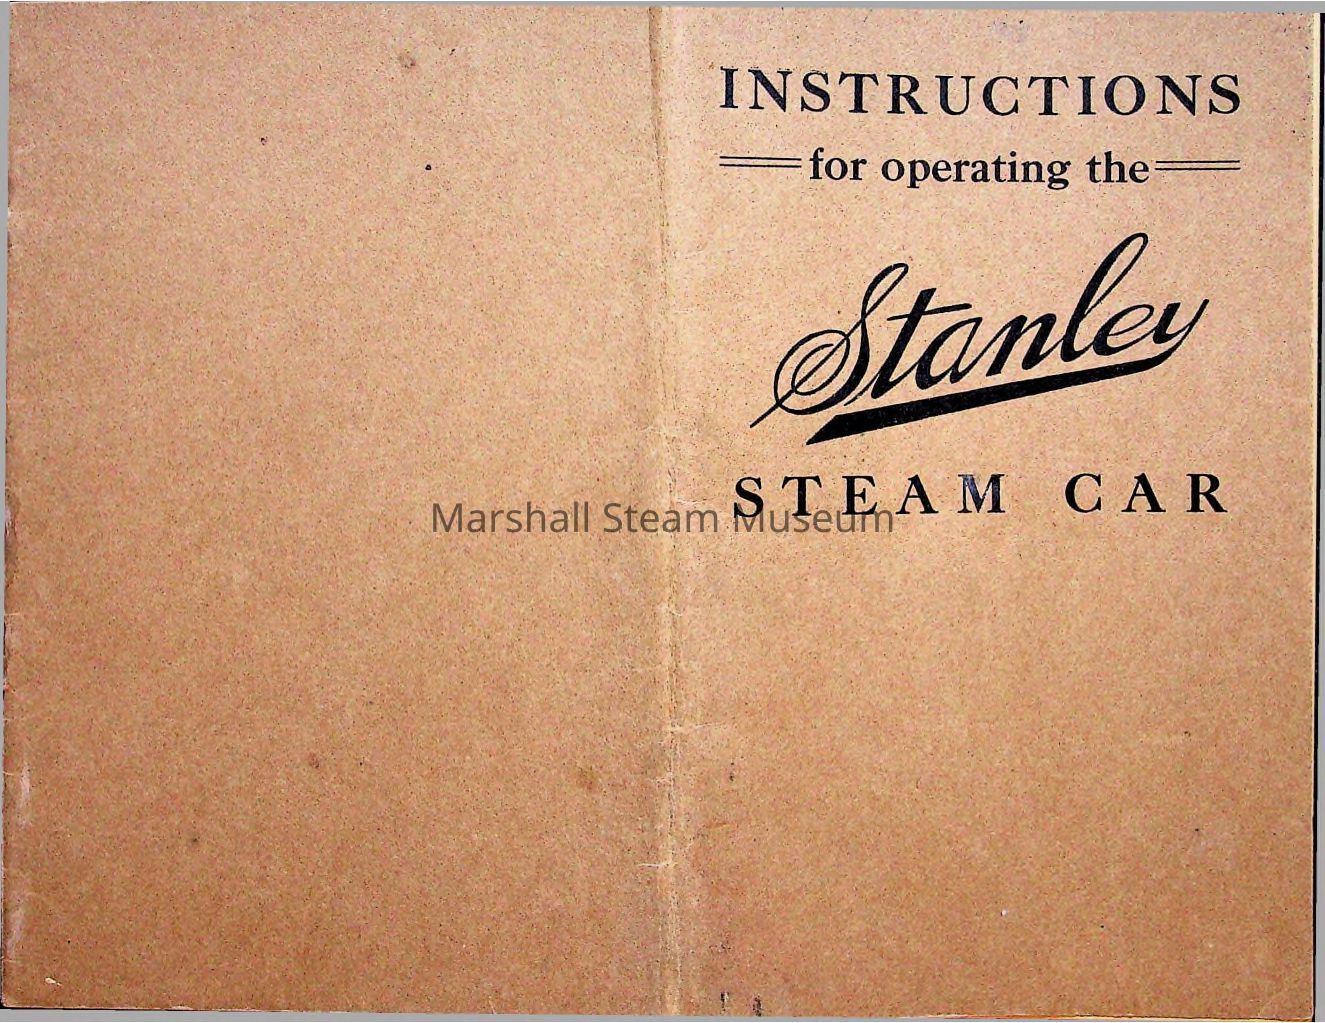 INSTRUCTIONS
for operating the
Stanley
STEAM CAR
Marshall Steam Museum